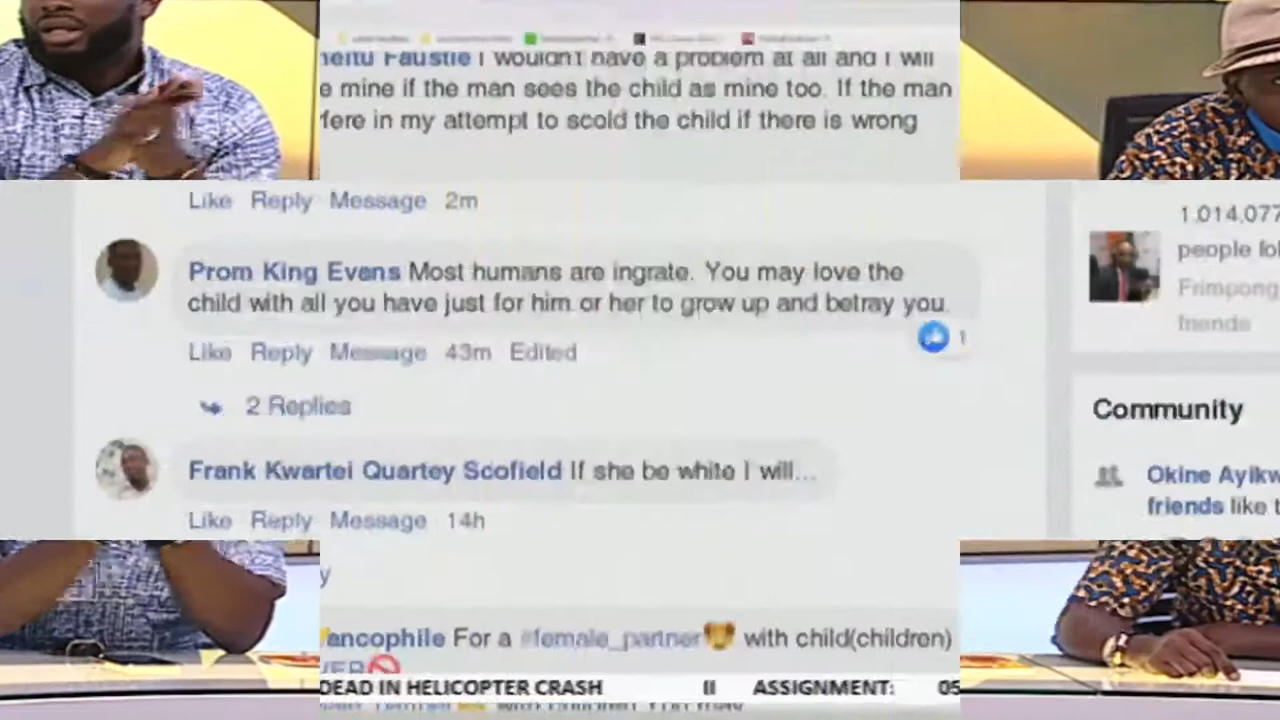 Faustie I wouldn't have a problem at all and I will
e mine if the man sees the child as mine too. If the man
fere in my attempt to scold the child if there is wrong
Like Reply Message 2m
Prom King Evans Most humans are ingrate. You may love the
child with all you have just for him or her to grow up and betray you.
1
Like Reply Message 43m Edited
2 Replies
Frank Kwartei Quartey Scofield If she be white I will...
Like Reply Message 14h
y
1,014,077
people fol
Frimpong
friends
Community
Okine Ayikw
friends like t
ancophile For a #female_partner with child(children)
VER
DEAD IN HELICOPTER CRASH II ASSIGNMENT: 05